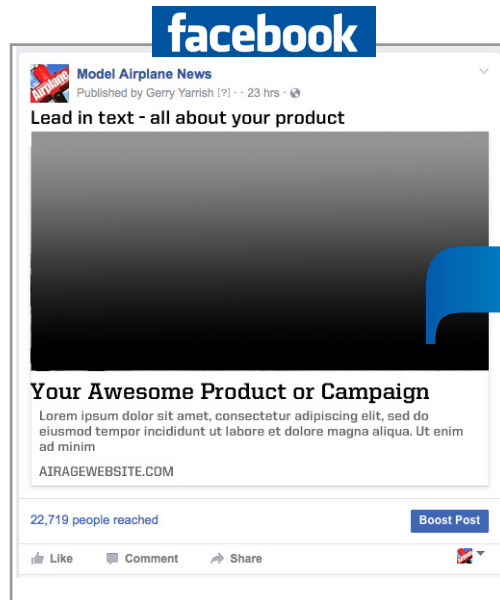 facebook
Airplane
Model Airplane News
Published by Gerry Yarrish [?] · · 23 hrs ·
Lead in text - all about your product
Your Awesome Product or Campaign
Lorem ipsum dolor sit amet, consectetur adipiscing elit, sed do
eiusmod tempor incididunt ut labore et dolore magna aliqua. Ut enim
ad minim
AIRAGEWEBSITE.COM
22,719 people reached
Boost Post
Like Comment Share